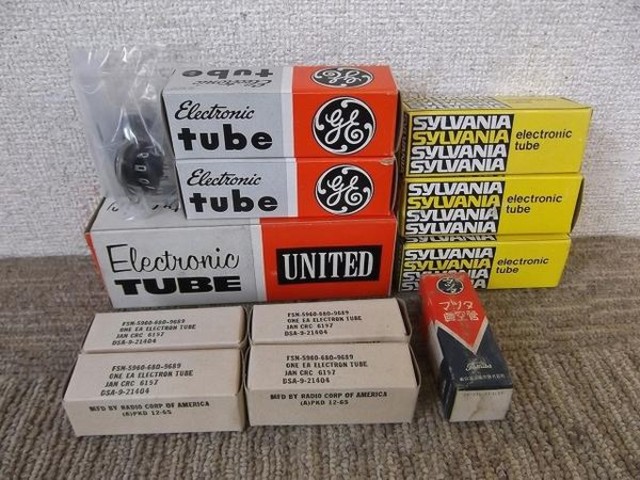 Electronic
tube
GE
Electronic
tube
GE
Electronic
TUBE
UNITED
SYLVANIA
SYLVANIA
SYLVANIA
electronic
tube
SYLVANIA
SYLVANIA
SYLVANIA
electronic
tube
SYLVANIA
SYLVANIA
SYLVANIA
electronic
tube
FSN-5960-680-9689
ONE EA ELECTRON TUBE
JAN CRC 6157
DSA-9-21404
FSN-5960-680-9689
ONE EA ELECTRON TUBE
JAN CRC 6157
DSA-9-21404
FSN-5960-680-9689
ONE EA ELECTRON TUBE
JAN CRC 6157
DSA-9-21404
MFD BY RADIO CORP OF AMERICA
(A)PKD 12-65
FSN-5960-680-9689
ONE EA ELECTRON TUBE
JAN CRC 6157
DSA-9-21404
MFD BY RADIO CORP OF AMERICA
(A)PKD 12-65
マツダ
真空管
Toshiba